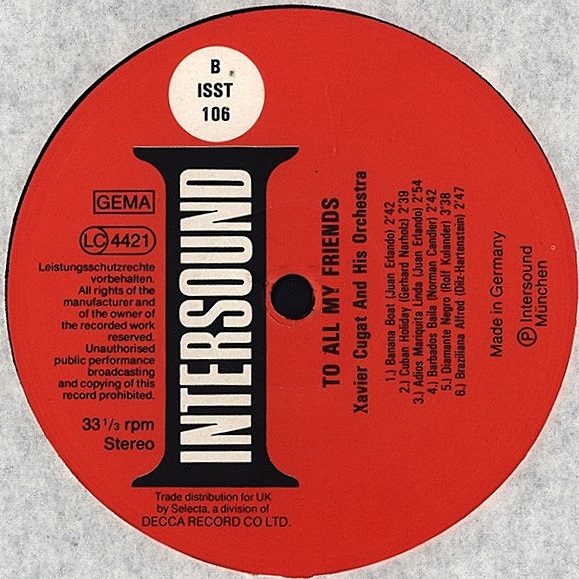 B
ISST
106
GEMA
LC 4421
Leistungsschutzrechte
vorbehalten.
All rights of the
manufacturer and
of the owner of
the recorded work
reserved.
Unauthorised
public performance
broadcasting
and copying of this
record prohibited.
33 1/3 rpm
Stereo
INTERSOUND
TO ALL MY FRIENDS
Xavier Cugat And His Orchestra
1.) Banana Boat (Juan Erlando) 2'42
2.) Cuban Holiday (Gerhard Narholz) 2'39
3.) Adios Mariquita Linda (Juan Erlando) 2'54
4.) Barbados Baila (Norman Candler) 2'42
5.) Diamante Negro (Rolf Kulander) 3'38
6.) Braziliana Alfred (Dilz-Hartenstein) 2'47
Made in Germany
Ⓟ Intersound
München
Trade distribution for UK
by Selecta, a division of
DECCA RECORD CO LTD.